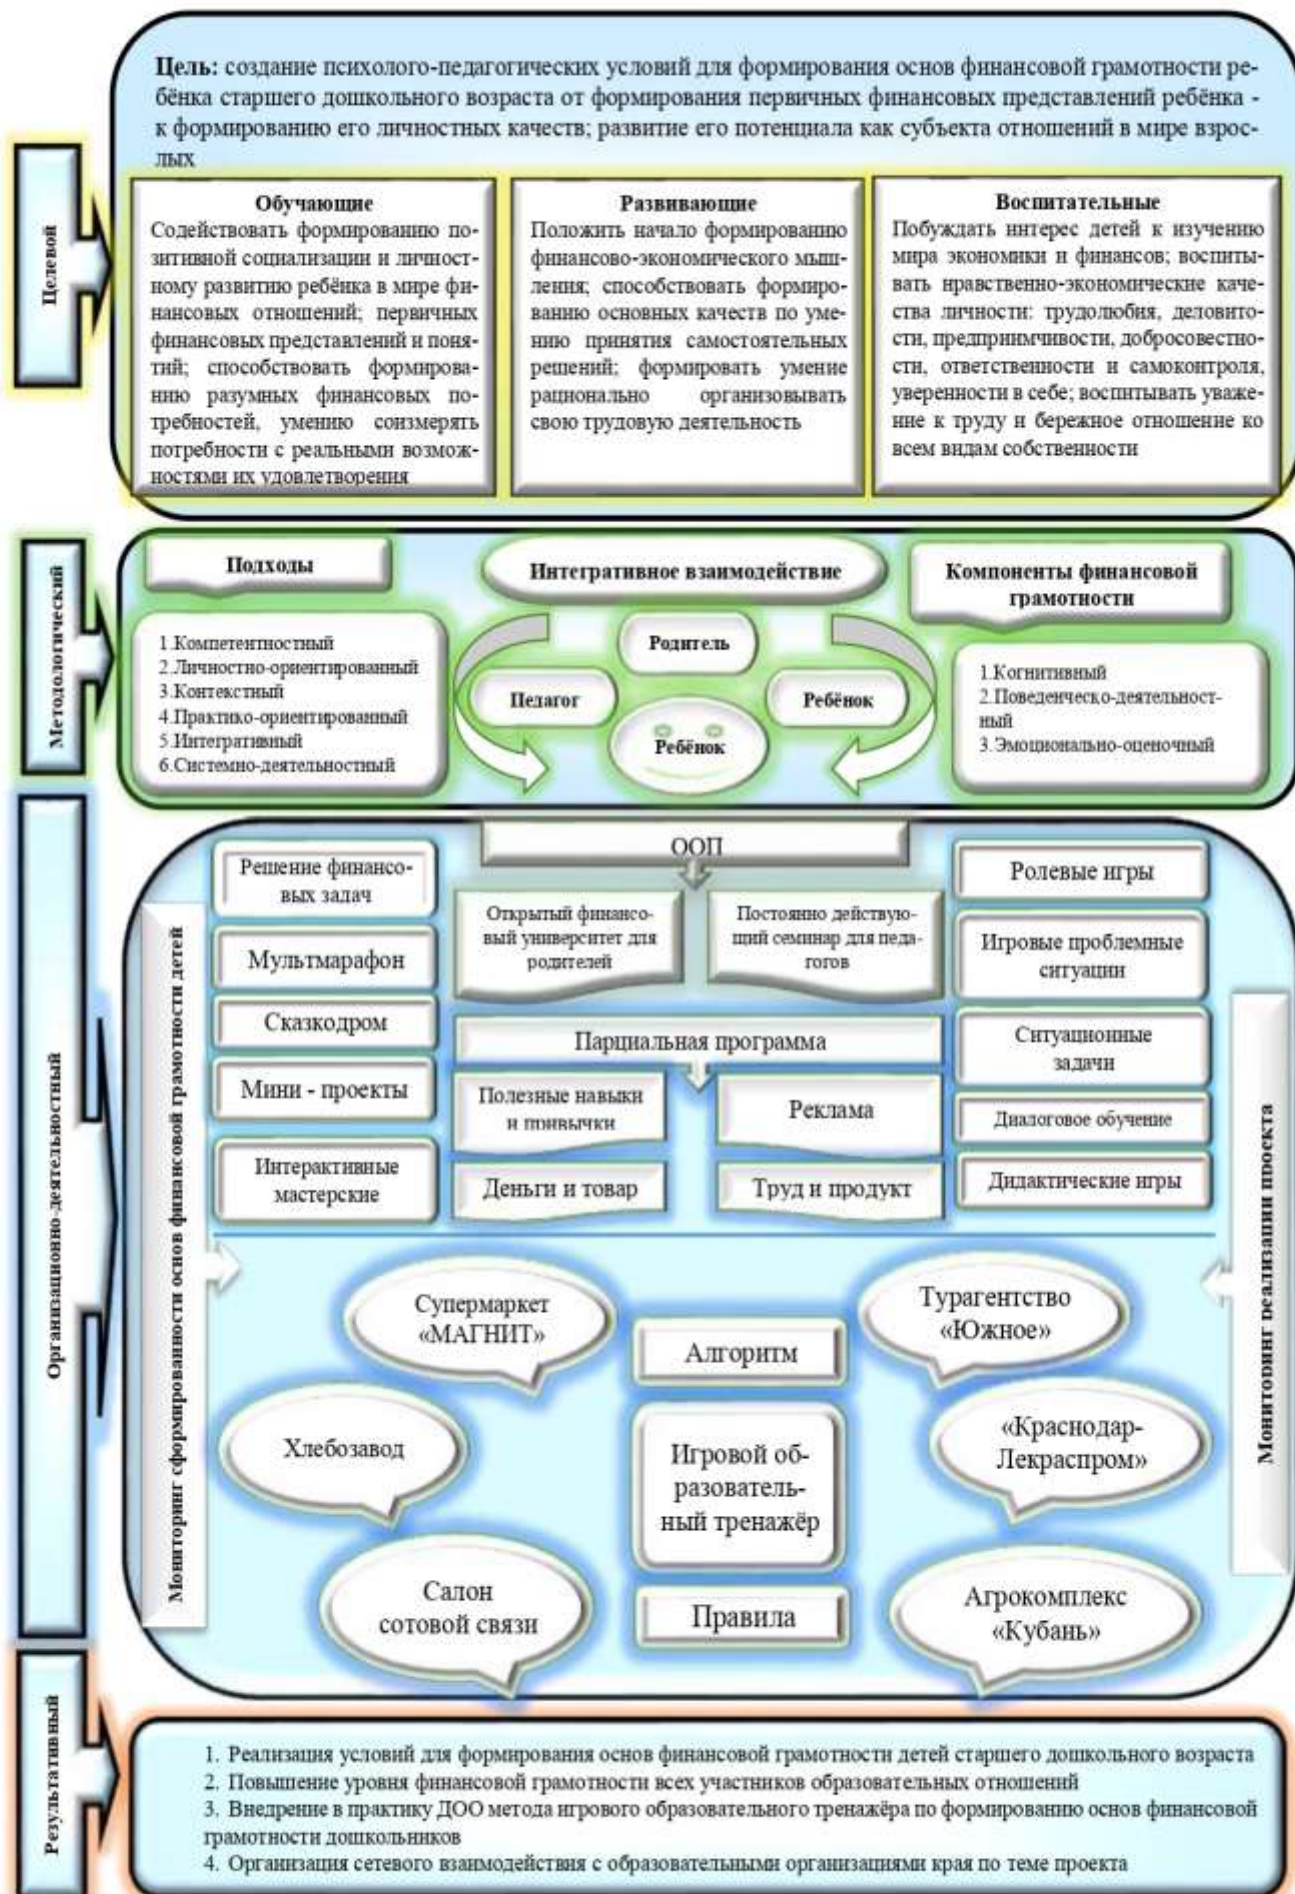 Цель: создание психолого-педагогических условий для формирования основ финансовой грамотности ре-
бёнка старшего дошкольного возраста от формирования первичных финансовых представлений ребёнка -
к формированию его личностных качеств; развитие его потенциала как субъекта отношений в мире взрос-
лых
Целевой
Обучающие
Содействовать формированию по-
зитивной социализации и личност-
ному развитию ребёнка в мире фи-
нансовых отношений; первичных
финансовых представлений и поня-
тий; способствовать формирова-
нию разумных финансовых по-
требностей, умению соизмерять
потребности с реальными возмож-
ностями их удовлетворения
Развивающие
Положить начало формированию
финансово-экономического мыш-
ления; способствовать формиро-
ванию основных качеств по уме-
нию принятия самостоятельных
решений; формировать умение
рационально организовывать
свою трудовую деятельность
Воспитательные
Побуждать интерес детей к изучению
мира экономики и финансов; воспиты-
вать нравственно-экономические каче-
ства личности: трудолюбия, деловито-
сти, предприимчивости, добросовестно-
сти, ответственности и самоконтроля,
уверенности в себе; воспитывать уваже-
ние к труду и бережное отношение ко
всем видам собственности
Методологический
Подходы
1.Компетентностный
2.Личностно-ориентированный
3.Контекстный
4.Практико-ориентированный
5.Интегративный
6.Системно-деятельностный
Интегративное взаимодействие
Родитель
Педагог
Ребёнок
Ребёнок
Компоненты финансовой
грамотности
1.Когнитивный
2.Поведенческо-деятельност-
ный
3.Эмоционально-оценочный
Организационно-деятельностный
Мониторинг сформированности основ финансовой грамотности детей
Решение финансо-
вых задач
Мультмарафон
Сказкодром
Мини - проекты
Интерактивные
мастерские
ООП
Открытый финансо-
вый университет для
родителей
Постоянно действую-
щий семинар для педа-
гогов
Парциальная программа
Полезные навыки
и привычки
Реклама
Деньги и товар
Труд и продукт
Ролевые игры
Игровые проблемные
ситуации
Ситуационные
задачи
Диалоговое обучение
Дидактические игры
Мониторинг реализации проекта
Супермаркет
«МАГНИТ»
Хлебозавод
Салон
сотовой связи
Алгоритм
Игровой об-
разователь-
ный тренажёр
Правила
Турагентство
«Южное»
«Краснодар-
Лекраспром»
Агрокомплекс
«Кубань»
Результативный
1. Реализация условий для формирования основ финансовой грамотности детей старшего дошкольного возраста
2. Повышение уровня финансовой грамотности всех участников образовательных отношений
3. Внедрение в практику ДОО метода игрового образовательного тренажёра по формированию основ финансовой
грамотности дошкольников
4. Организация сетевого взаимодействия с образовательными организациями края по теме проекта